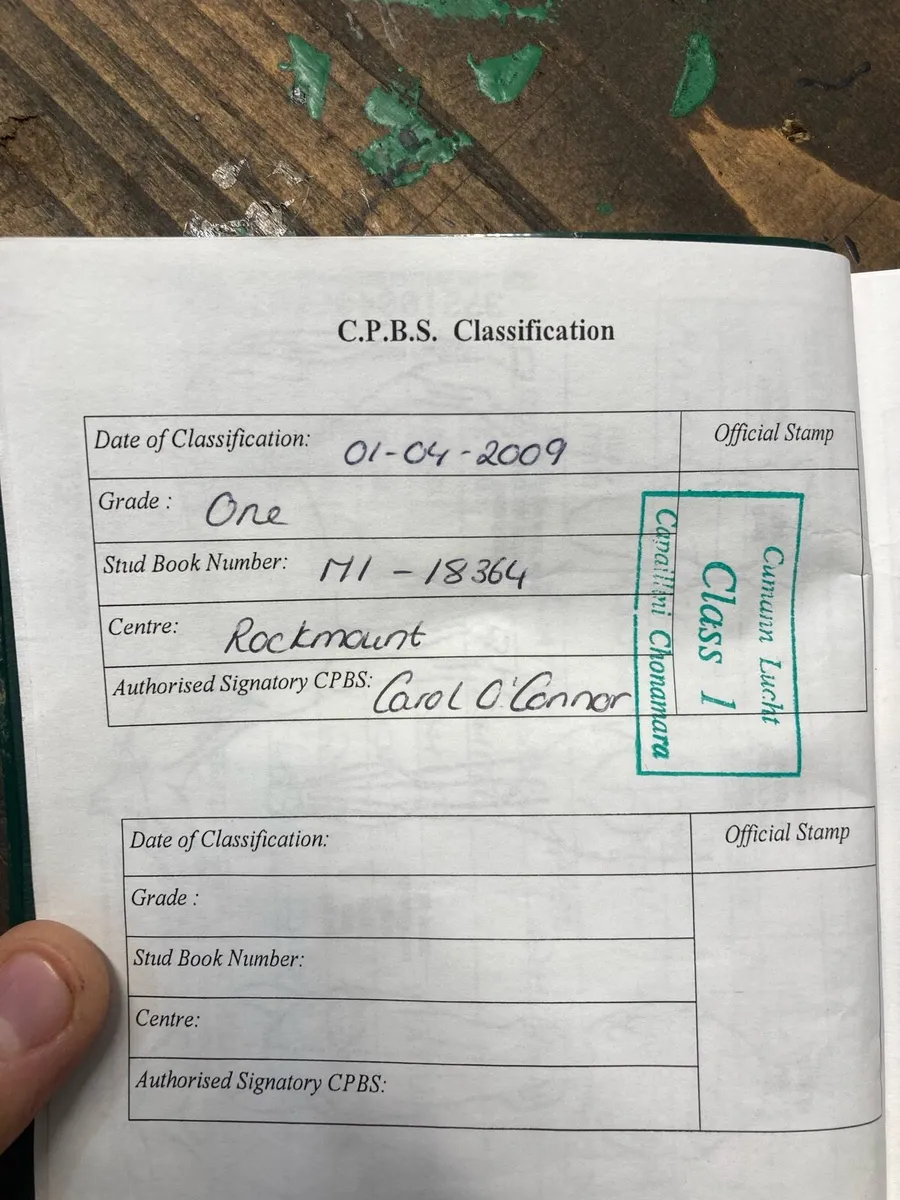 C.P.B.S. Classification
Date of Classification: 01-04-2009
Official Stamp
Grade : One
Stud Book Number: M1 - 18364
Centre: Rockmount
Authorised Signatory CPBS: Carol O'Connor
Cumann Lucht
Class 1
Capaillíní Chonamara
Date of Classification:
Official Stamp
Grade :
Stud Book Number:
Centre:
Authorised Signatory CPBS: